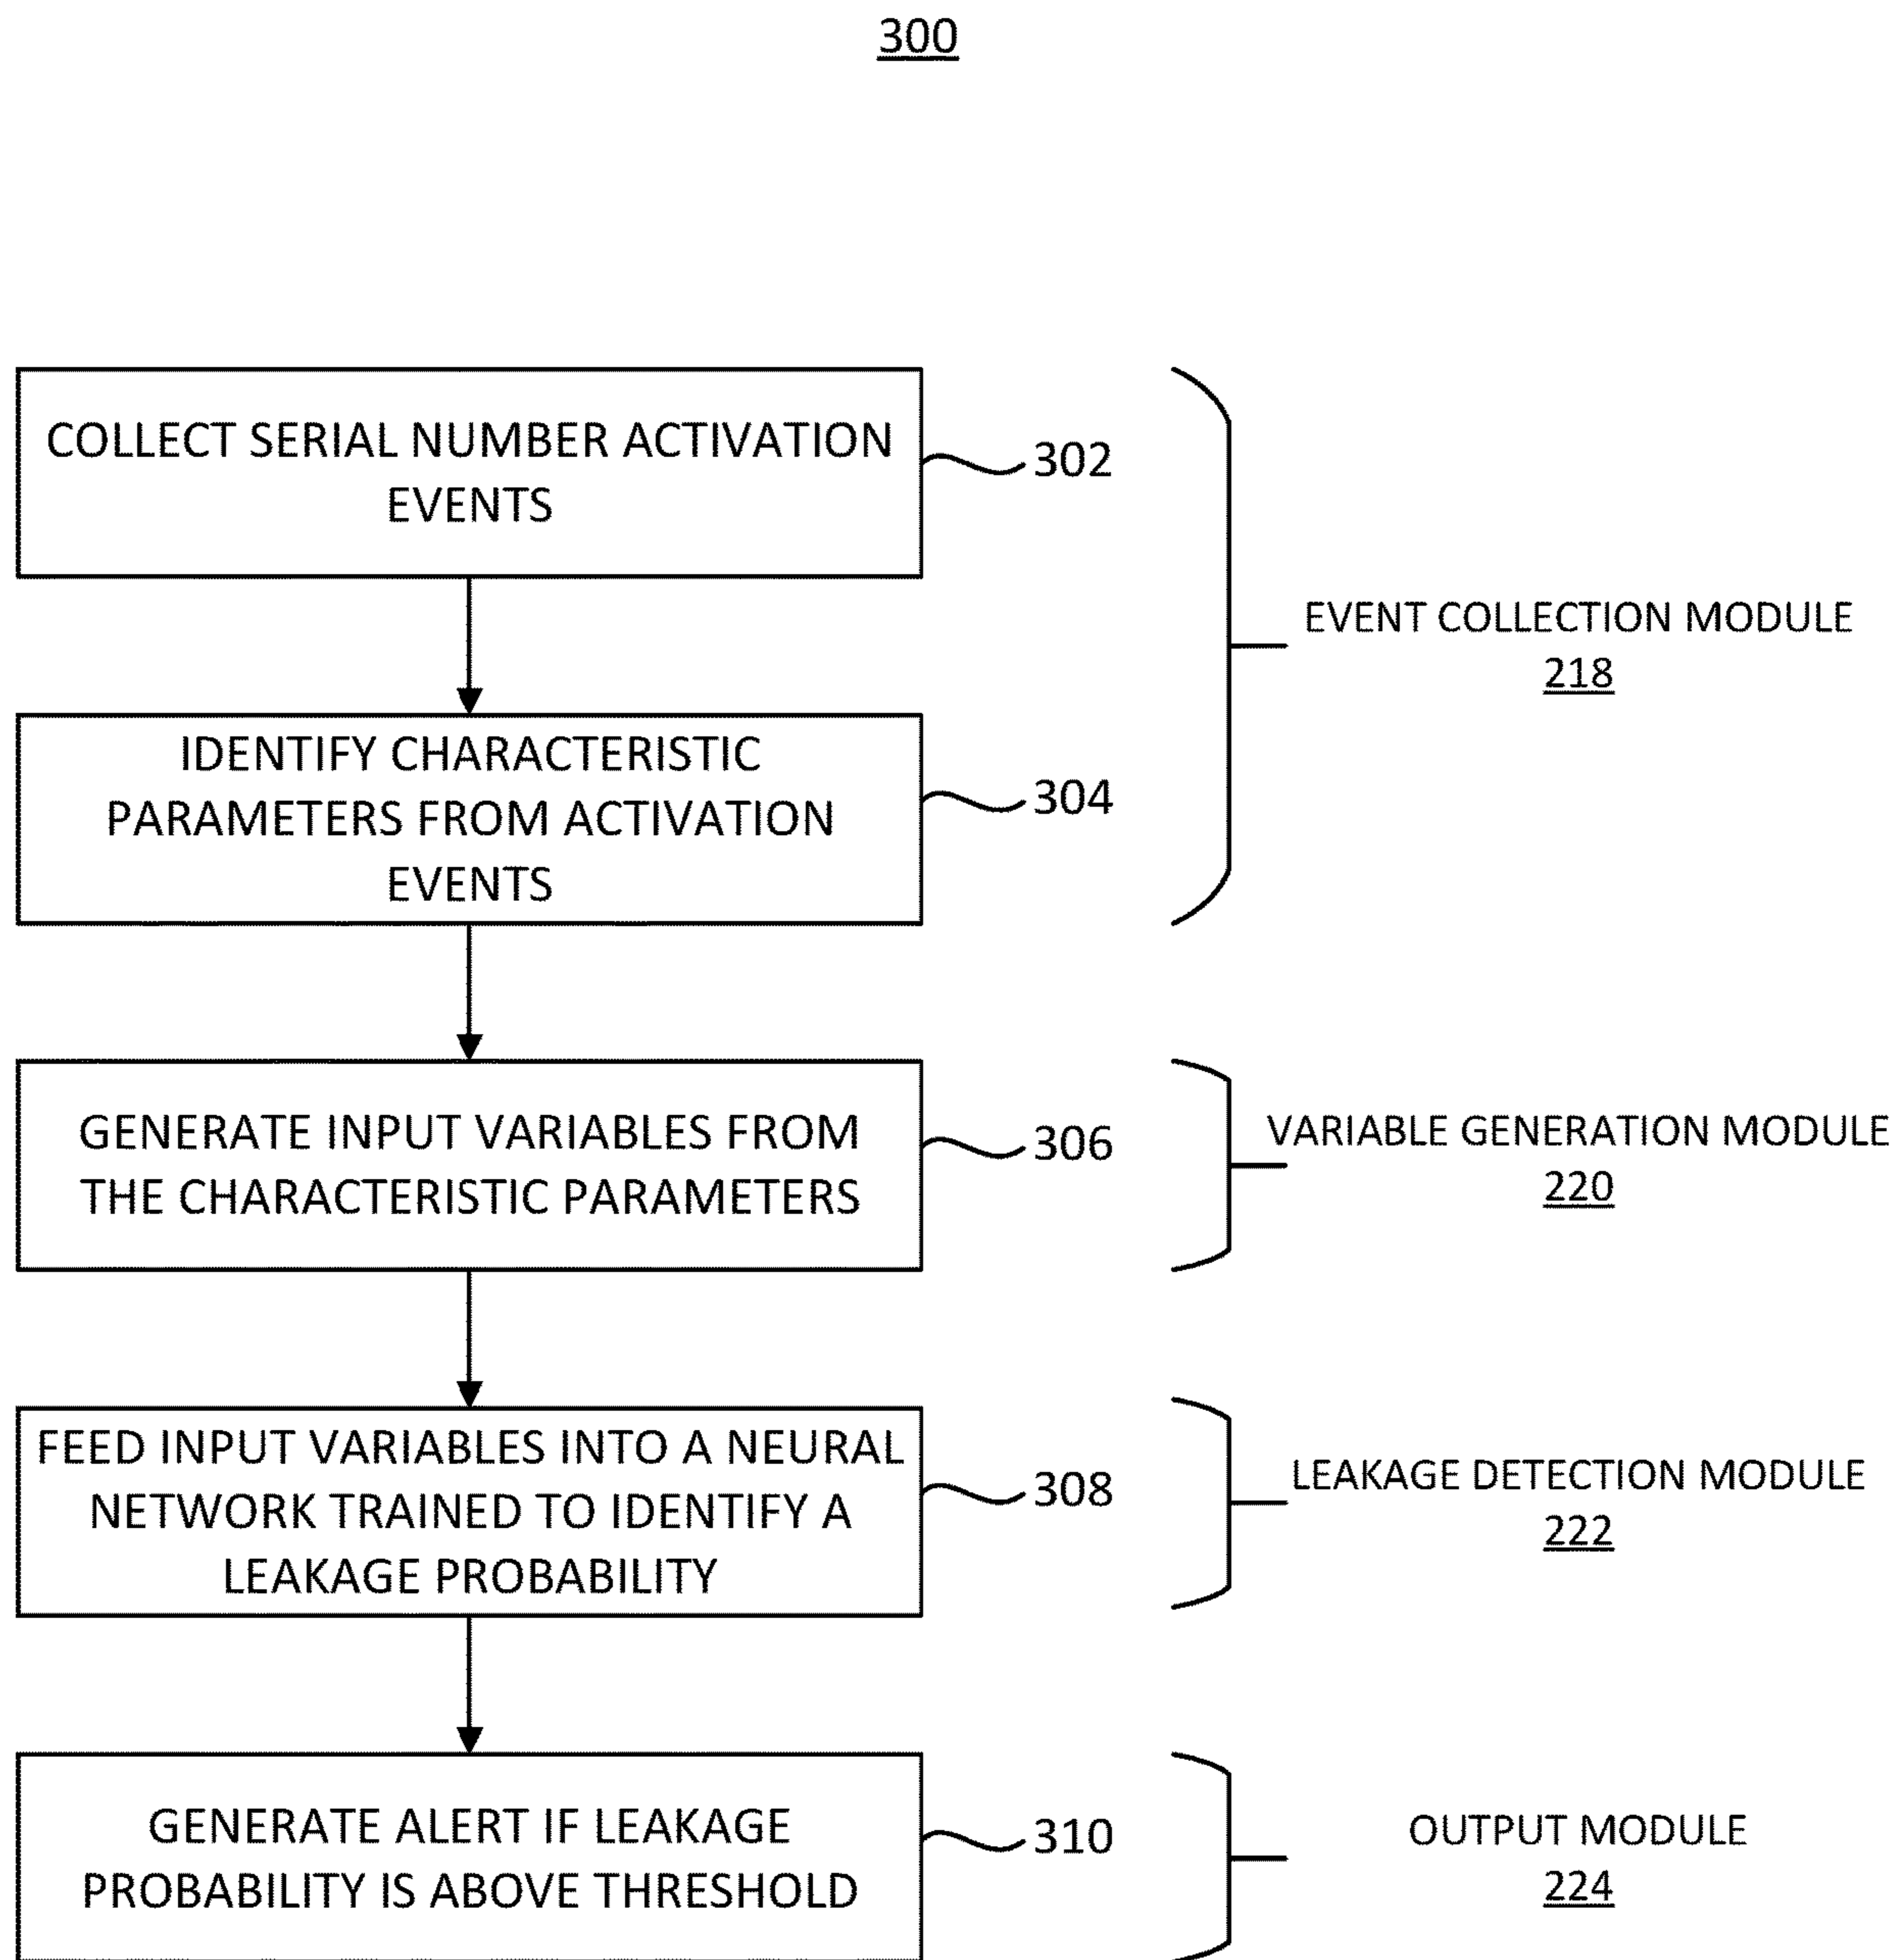 300
COLLECT SERIAL NUMBER ACTIVATION
EVENTS
302
IDENTIFY CHARACTERISTIC
PARAMETERS FROM ACTIVATION
EVENTS
304
EVENT COLLECTION MODULE
218
GENERATE INPUT VARIABLES FROM
THE CHARACTERISTIC PARAMETERS
306
VARIABLE GENERATION MODULE
220
FEED INPUT VARIABLES INTO A NEURAL
NETWORK TRAINED TO IDENTIFY A
LEAKAGE PROBABILITY
308
LEAKAGE DETECTION MODULE
222
GENERATE ALERT IF LEAKAGE
PROBABILITY IS ABOVE THRESHOLD
310
OUTPUT MODULE
224